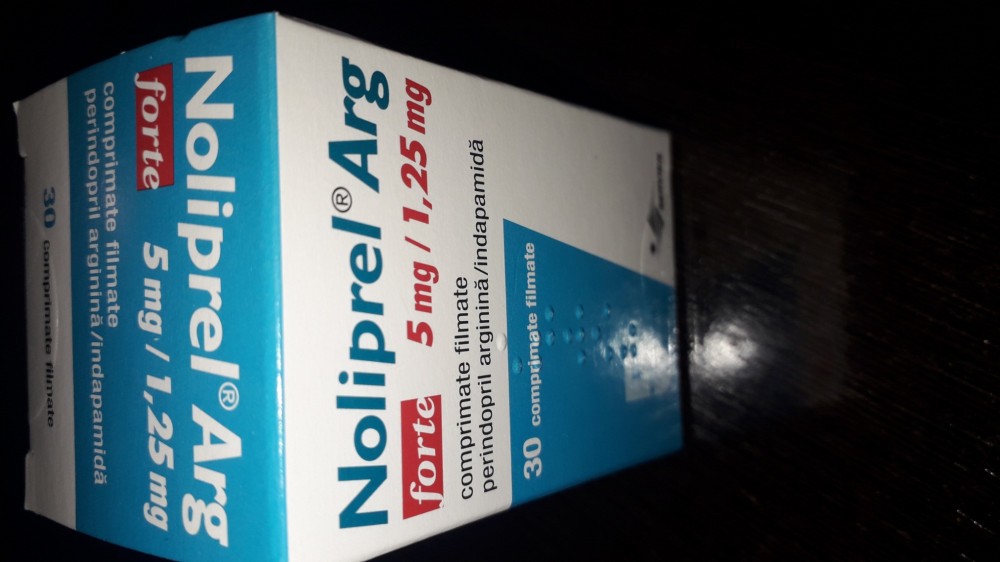 Noliprel® Arg
forte 5 mg / 1,25 mg
comprimate filmate
perindopril arginină/indapamidă
30 comprimate filmate
Noliprel® Arg
forte 5 mg / 1,25 mg
comprimate filmate
perindopril arginină/indapamidă
30 comprimate filmate